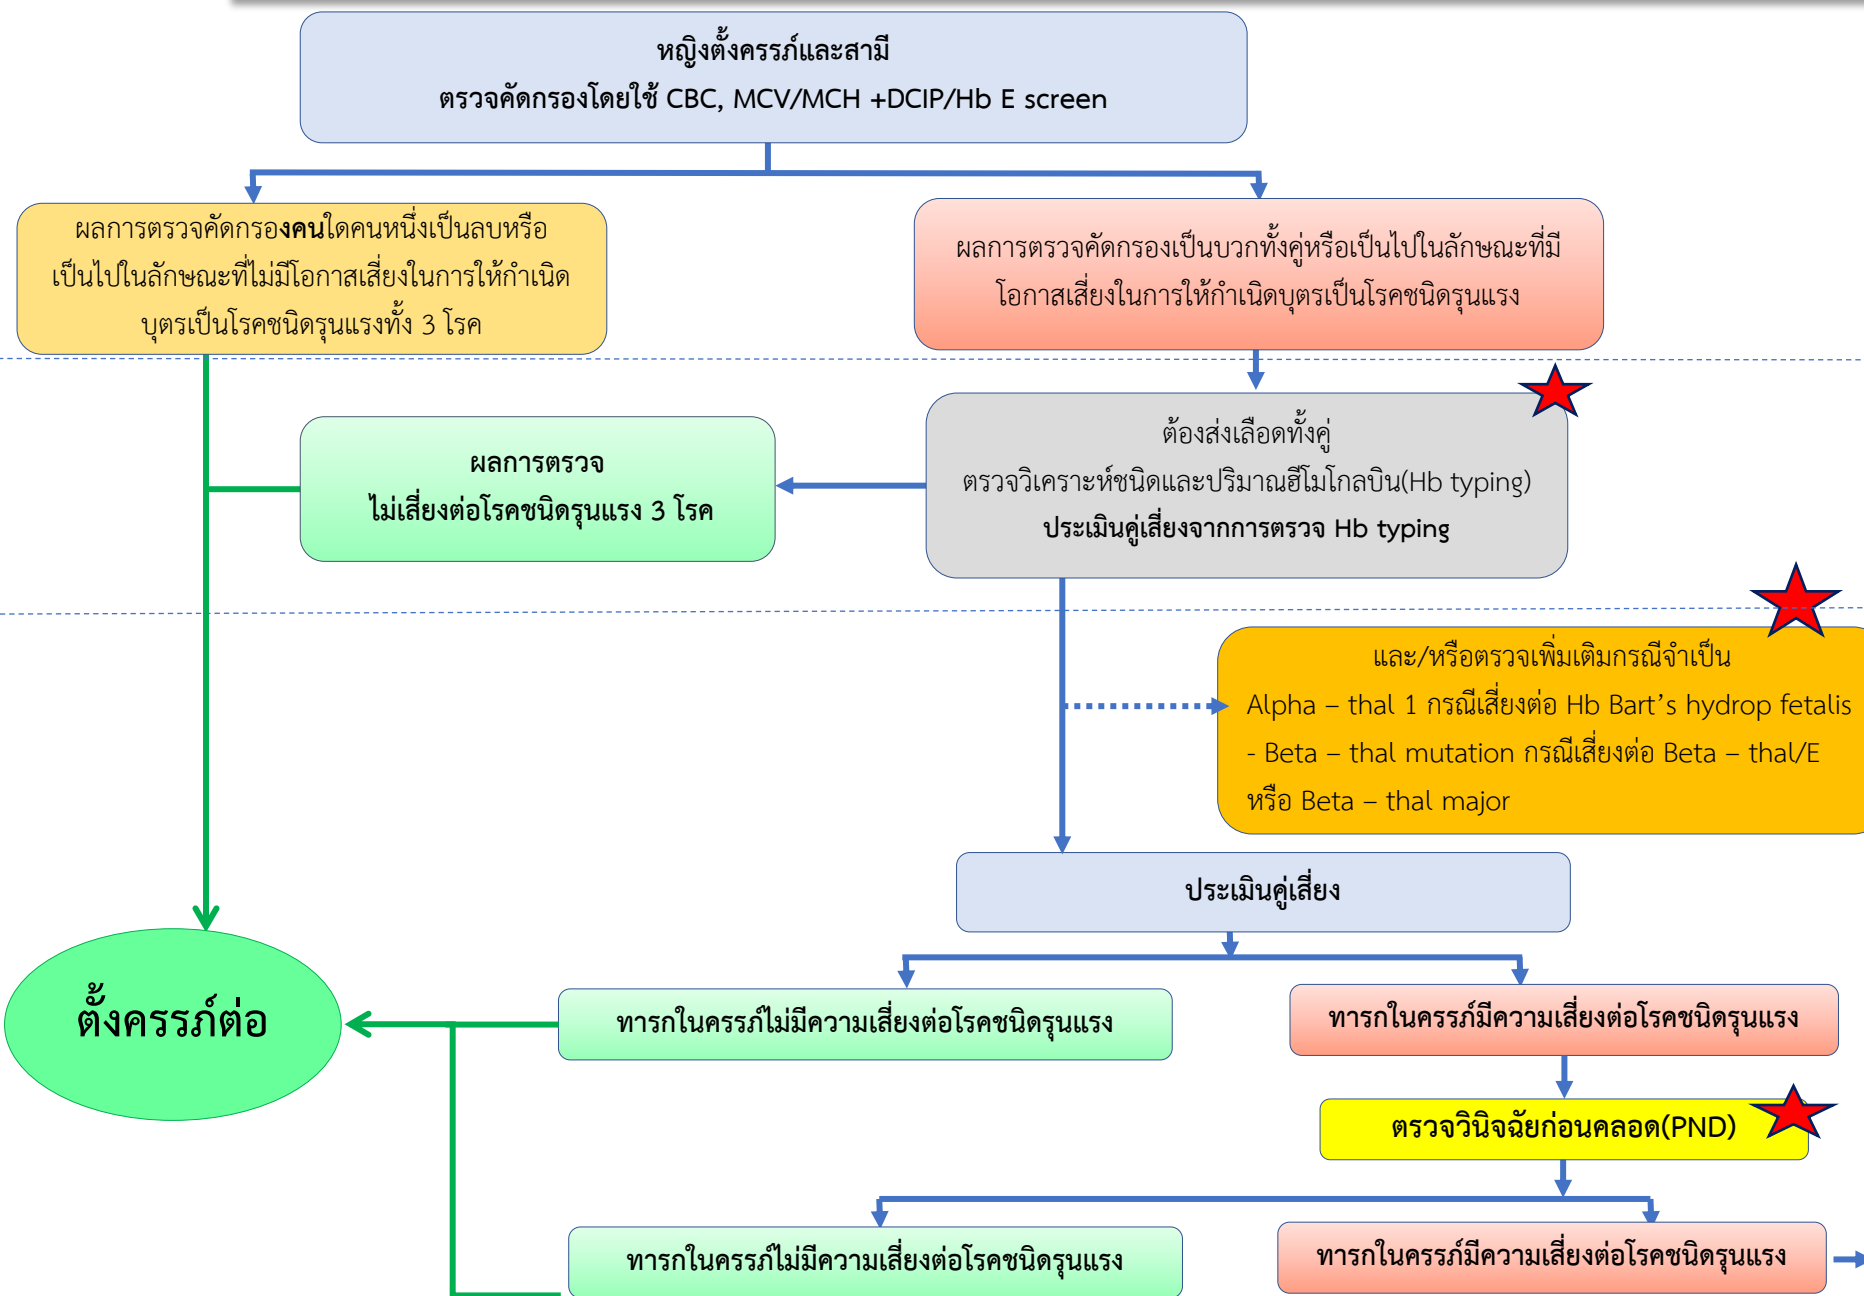 หญิงตั้งครรภ์และสามี
ตรวจคัดกรองโดยใช้ CBC, MCV/MCH +DCIP/Hb E screen
ผลการตรวจคัดกรองคนใดคนหนึ่งเป็นลบหรือ
เป็นไปในลักษณะที่ไม่มีโอกาสเสี่ยงในการให้กำเนิด
บุตรเป็นโรคชนิดรุนแรงทั้ง 3 โรค
ผลการตรวจคัดกรองเป็นบวกทั้งคู่หรือเป็นไปในลักษณะที่มี
โอกาสเสี่ยงในการให้กำเนิดบุตรเป็นโรคชนิดรุนแรง
ต้องส่งเลือดทั้งคู่
ตรวจวิเคราะห์ชนิดและปริมาณฮีโมโกลบิน(Hb typing)
ประเมินคู่เสี่ยงจากการตรวจ Hb typing
ผลการตรวจ
ไม่เสี่ยงต่อโรคชนิดรุนแรง 3 โรค
และ/หรือตรวจเพิ่มเติมกรณีจำเป็น
Alpha – thal 1 กรณีเสี่ยงต่อ Hb Bart’s hydrop fetalis
- Beta – thal mutation กรณีเสี่ยงต่อ Beta – thal/E
หรือ Beta – thal major
ประเมินคู่เสี่ยง
ตั้งครรภ์ต่อ
ทารกในครรภ์ไม่มีความเสี่ยงต่อโรคชนิดรุนแรง
ทารกในครรภ์มีความเสี่ยงต่อโรคชนิดรุนแรง
ตรวจวินิจฉัยก่อนคลอด(PND)
ทารกในครรภ์ไม่มีความเสี่ยงต่อโรคชนิดรุนแรง
ทารกในครรภ์มีความเสี่ยงต่อโรคชนิดรุนแรง